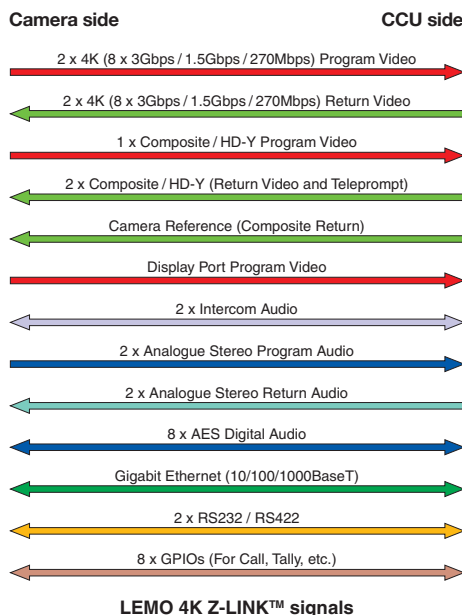 Camera side
CCU side
2 x 4K (8 x 3Gbps / 1.5Gbps / 270Mbps) Program Video
2 x 4K (8 x 3Gbps / 1.5Gbps / 270Mbps) Return Video
1 x Composite / HD-Y Program Video
2 x Composite / HD-Y (Return Video and Teleprompt)
Camera Reference (Composite Return)
Display Port Program Video
2 x Intercom Audio
2 x Analogue Stereo Program Audio
2 x Analogue Stereo Return Audio
8 x AES Digital Audio
Gigabit Ethernet (10/100/1000BaseT)
2 x RS232 / RS422
8 x GPIOs (For Call, Tally, etc.)
LEMO 4K Z-LINK™ signals